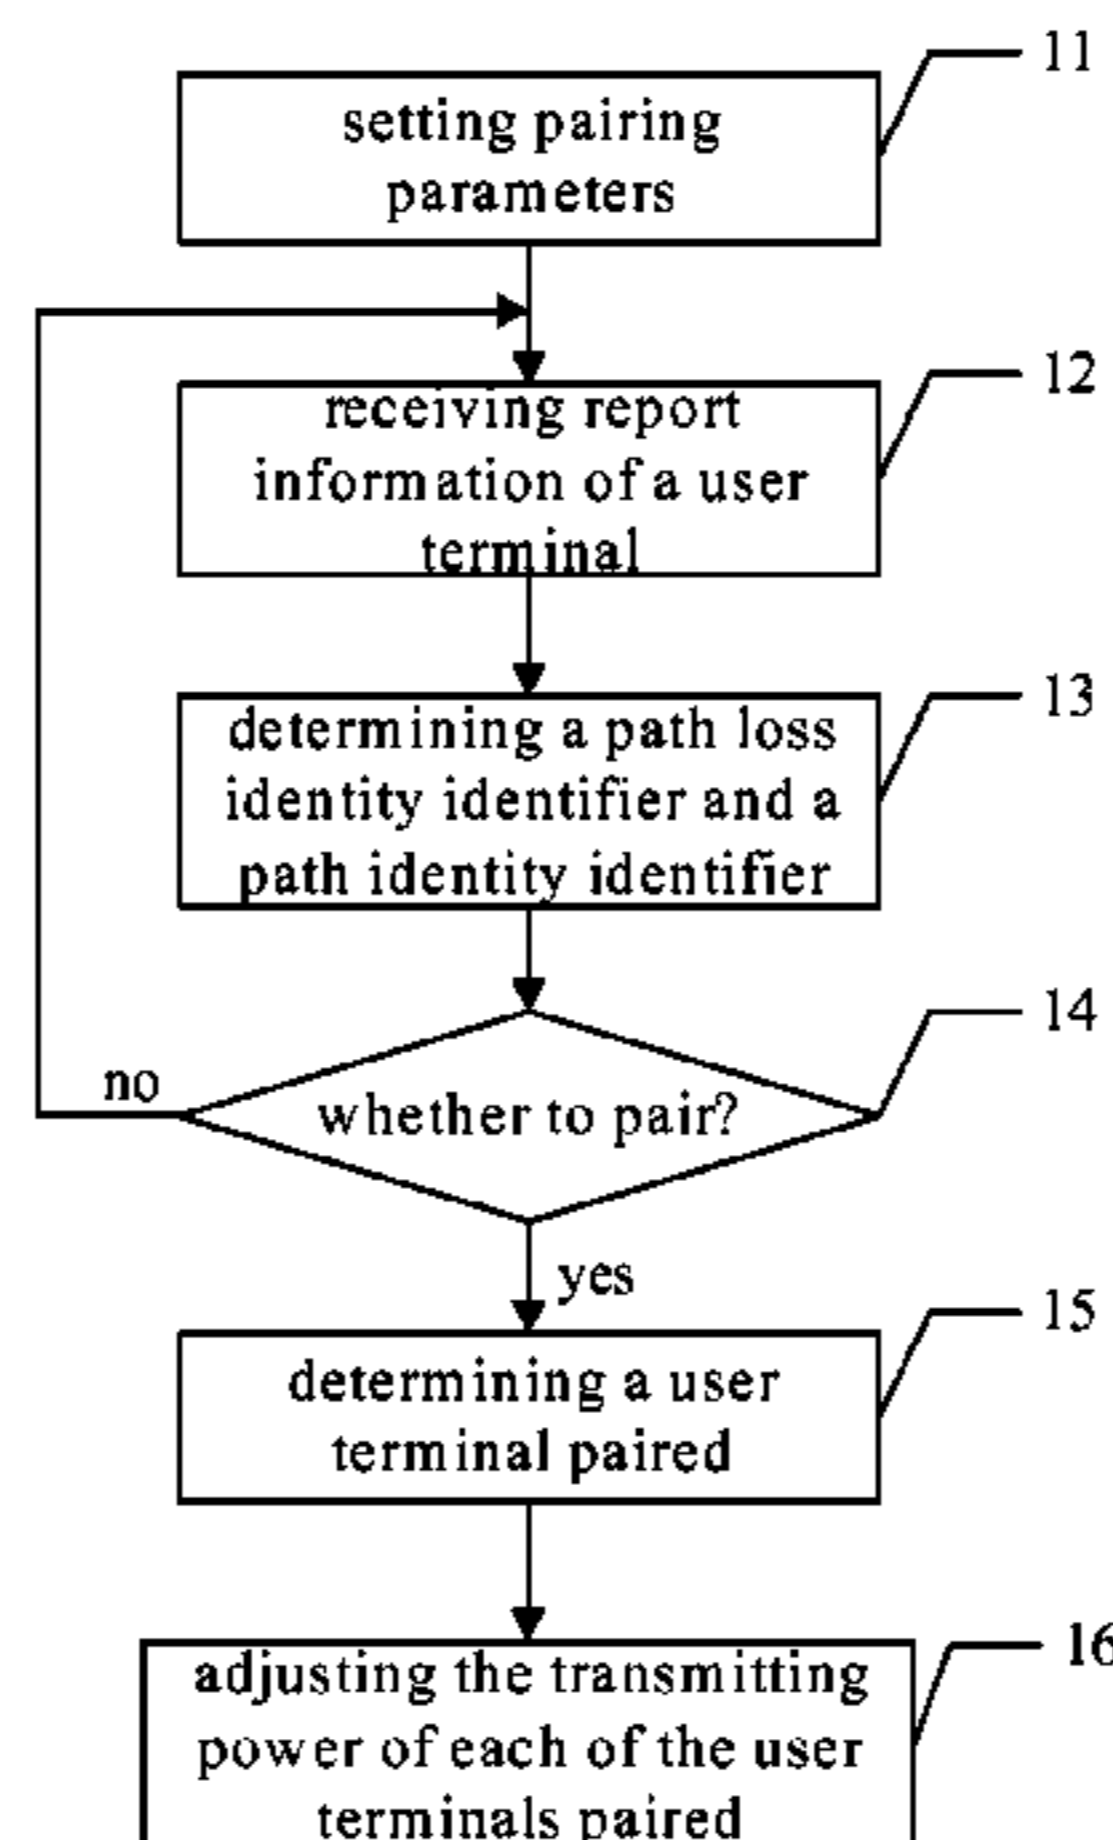 11
setting pairing
parameters
12
receiving report
information of a user
terminal
13
determining a path loss
identity identifier and a
path identity identifier
14
no
whether to pair?
yes
15
determining a user
terminal paired
16
adjusting the transmitting
power of each of the user
terminals paired